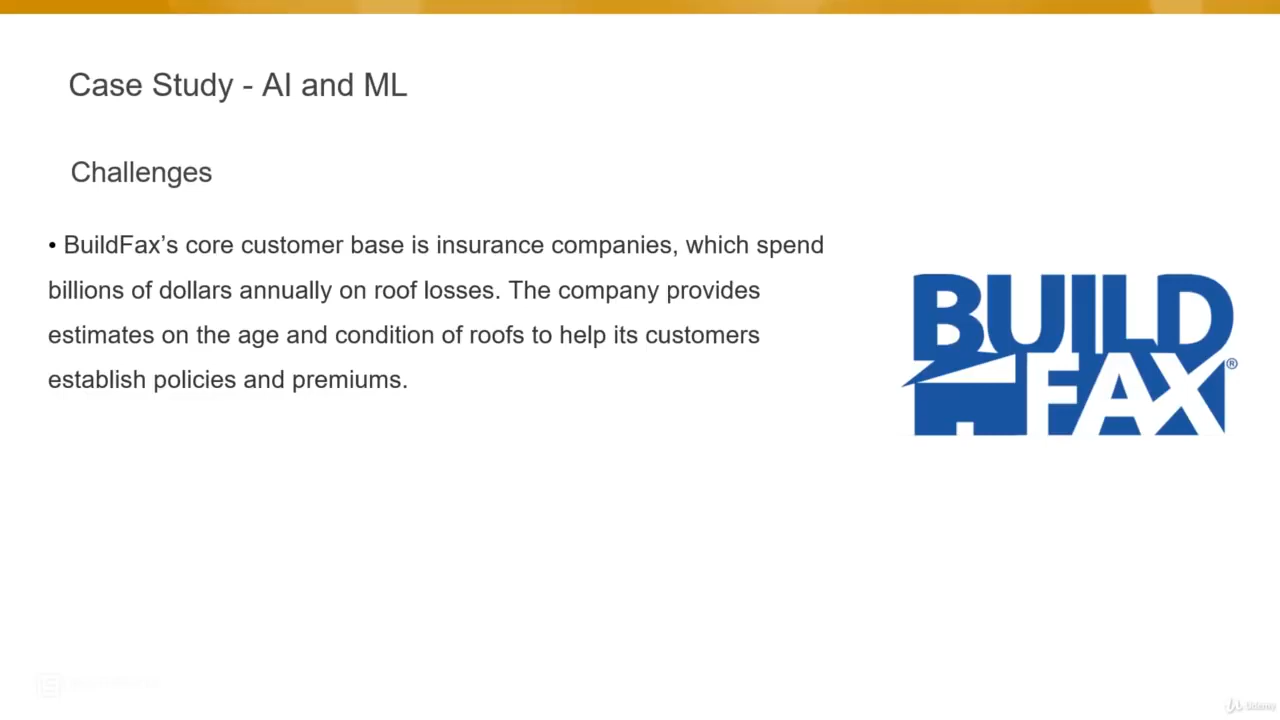 Case Study - AI and ML
Challenges
• BuildFax’s core customer base is insurance companies, which spend
billions of dollars annually on roof losses. The company provides
estimates on the age and condition of roofs to help its customers
establish policies and premiums.
BUILD
FAX®
Udemy